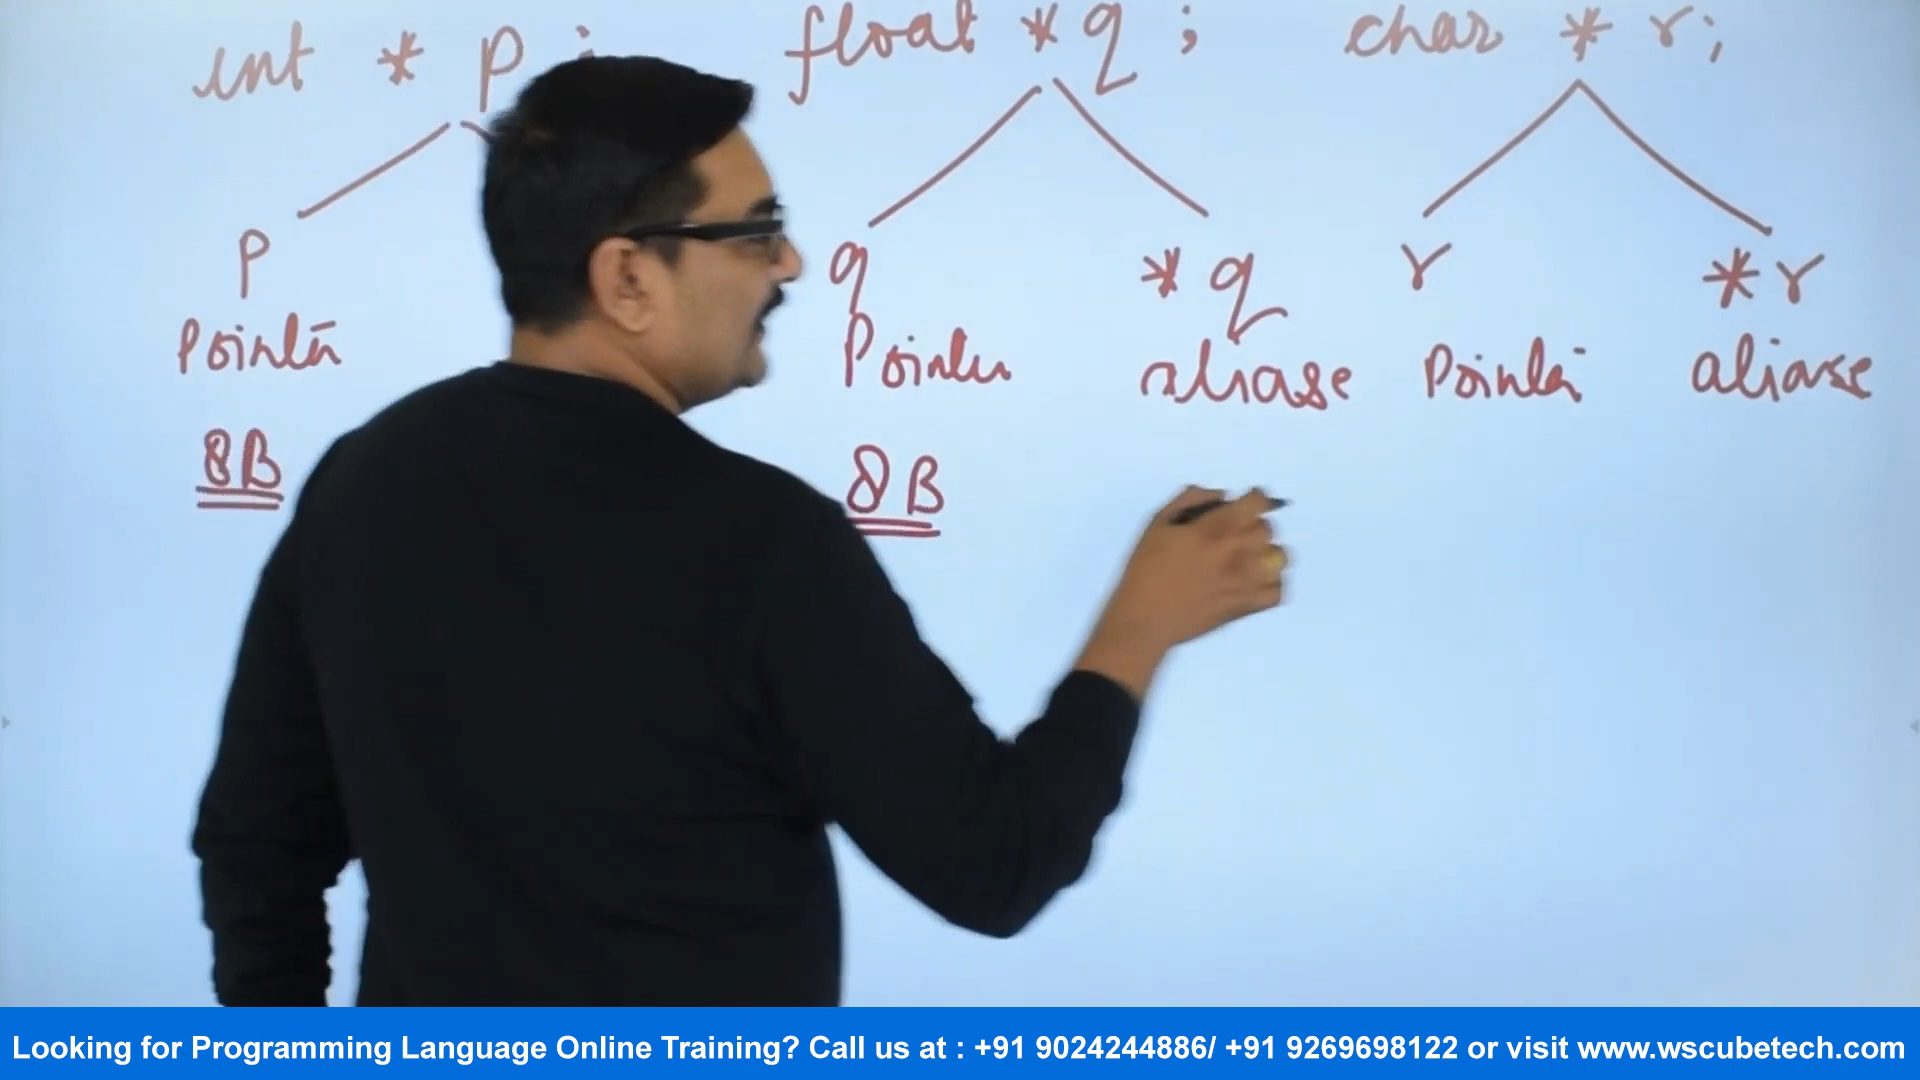 int * p ; float * q ; char * r ;
p q * q r * r
Pointer Pointer aliase Pointer aliase
8B 8B
Looking for Programming Language Online Training? Call us at : +91 9024244886/ +91 9269698122 or visit www.wscubetech.com